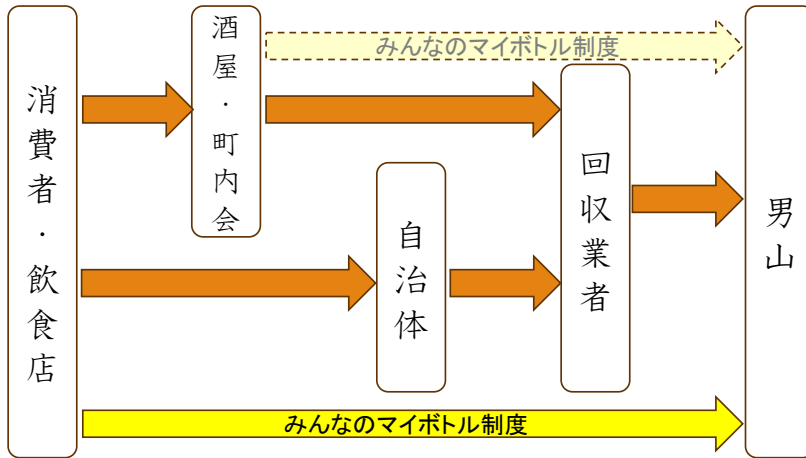 消費者・飲食店
酒屋・町内会
みんなのマイボトル制度
自治体
回収業者
男山
みんなのマイボトル制度